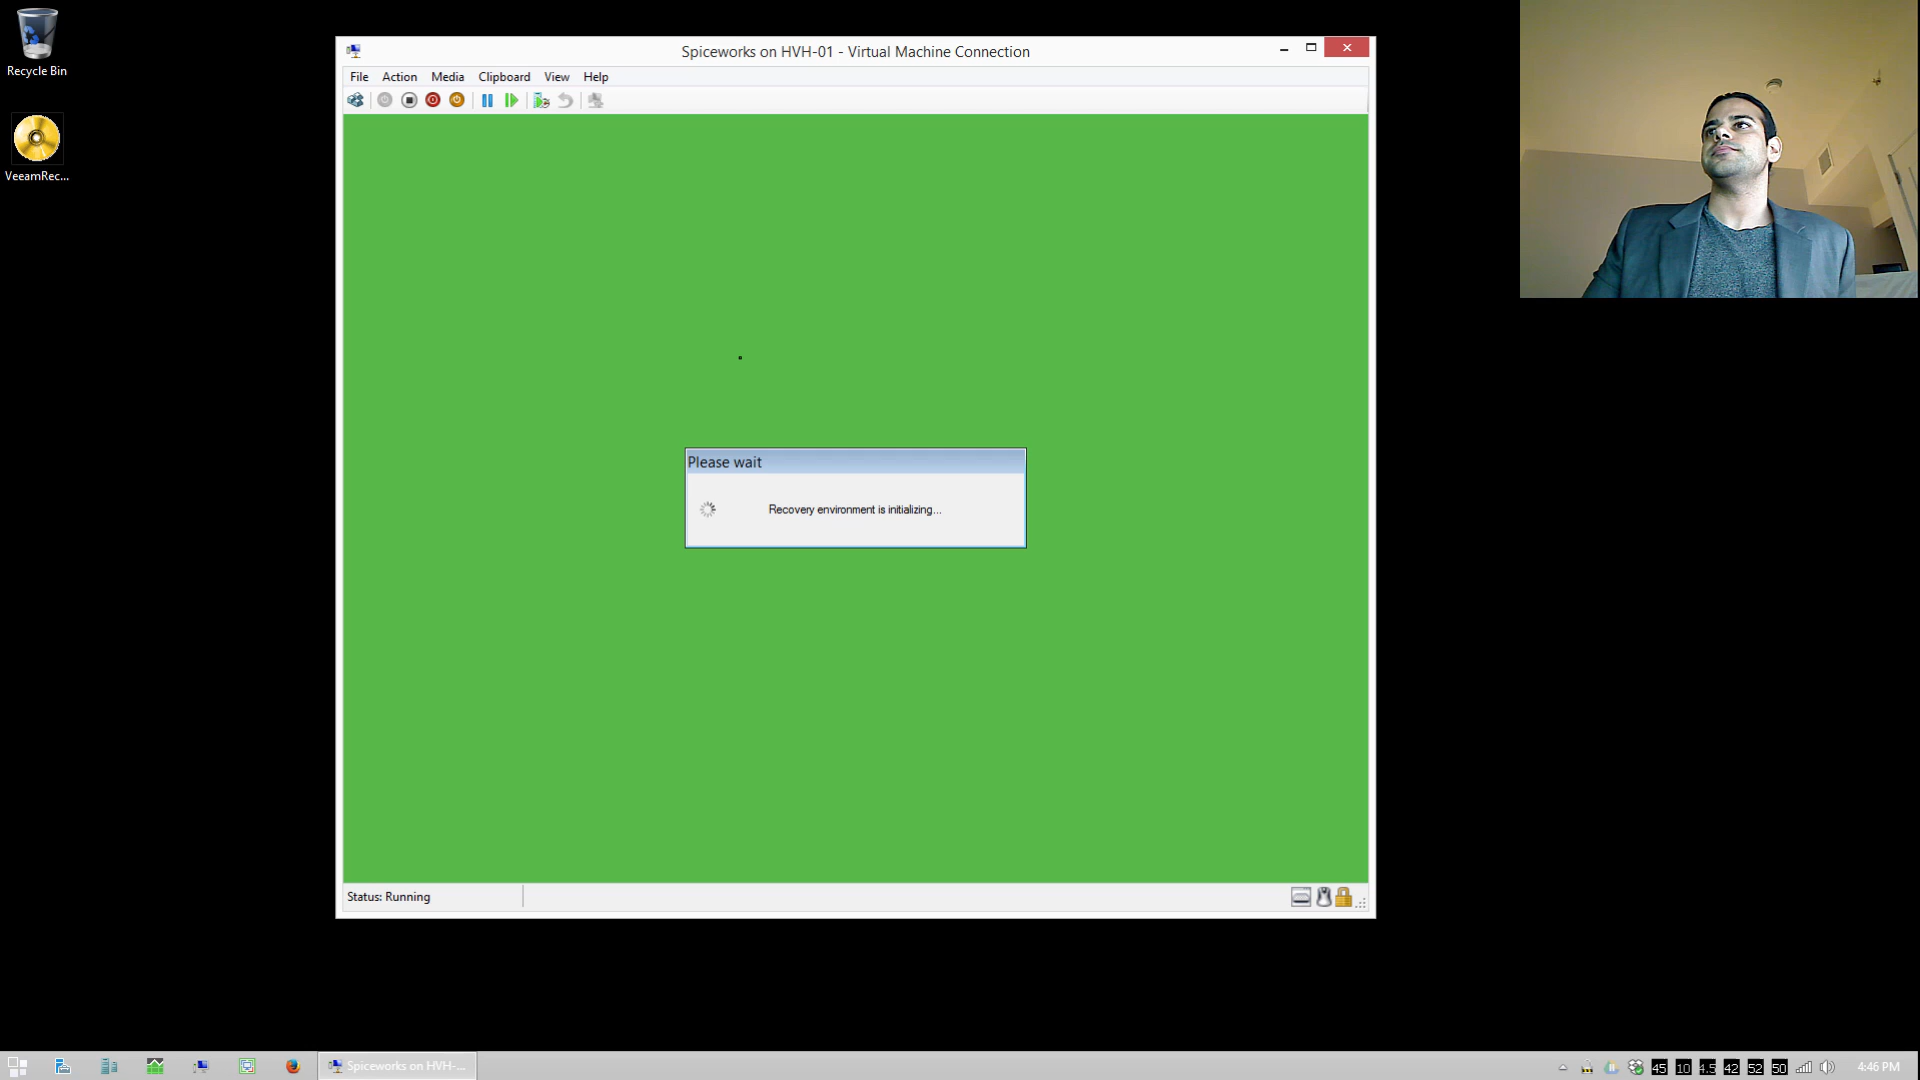 Recycle Bin
VeeamRec...
Spiceworks on HVH-01 - Virtual Machine Connection
File Action Media Clipboard View Help
Please wait
Recovery environment is initializing...
Status: Running
Spiceworks on HVH-...
45 10 4.5 42 52 50
4:46 PM